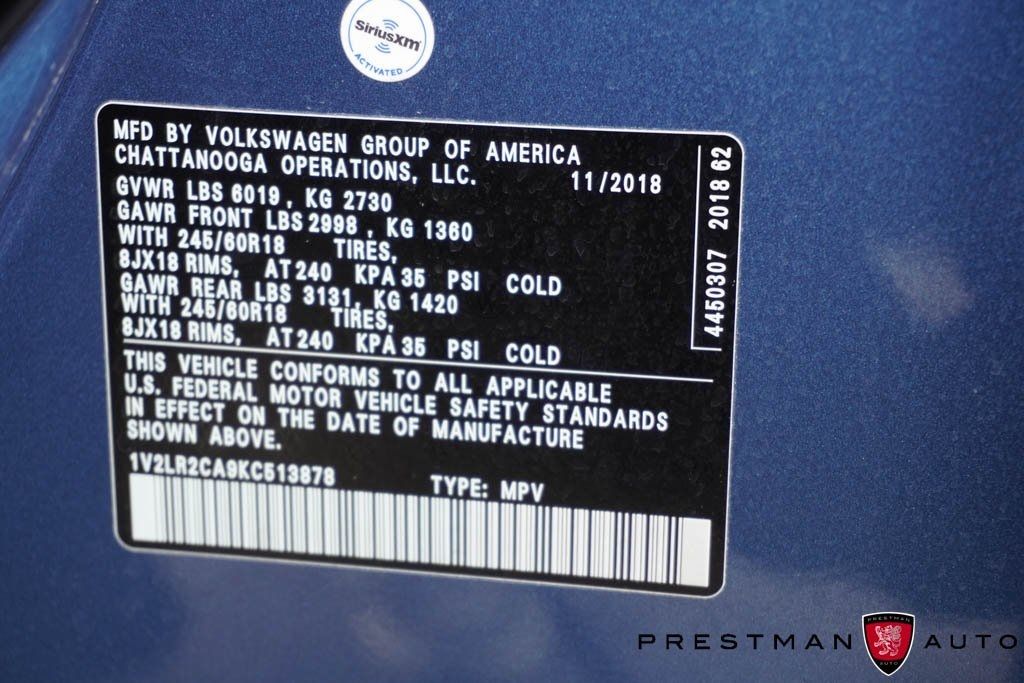 SiriusXm
ACTIVATED
MFD BY VOLKSWAGEN GROUP OF AMERICA
CHATTANOOGA OPERATIONS, LLC. 11/2018
GVWR LBS 6019, KG 2730
GAWR FRONT LBS 2998, KG 1360
WITH 245/60R18 TIRES,
8JX18 RIMS, AT 240 KPA 35 PSI COLD
GAWR REAR LBS 3131, KG 1420
WITH 245/60R18 TIRES,
8JX18 RIMS, AT 240 KPA 35 PSI COLD
4450307 2018 62
THIS VEHICLE CONFORMS TO ALL APPLICABLE
U.S. FEDERAL MOTOR VEHICLE SAFETY STANDARDS
IN EFFECT ON THE DATE OF MANUFACTURE
SHOWN ABOVE.
1V2LR2CA9KC513878 TYPE: MPV
PRESTMAN AUTO
PRESTMAN
AUTO